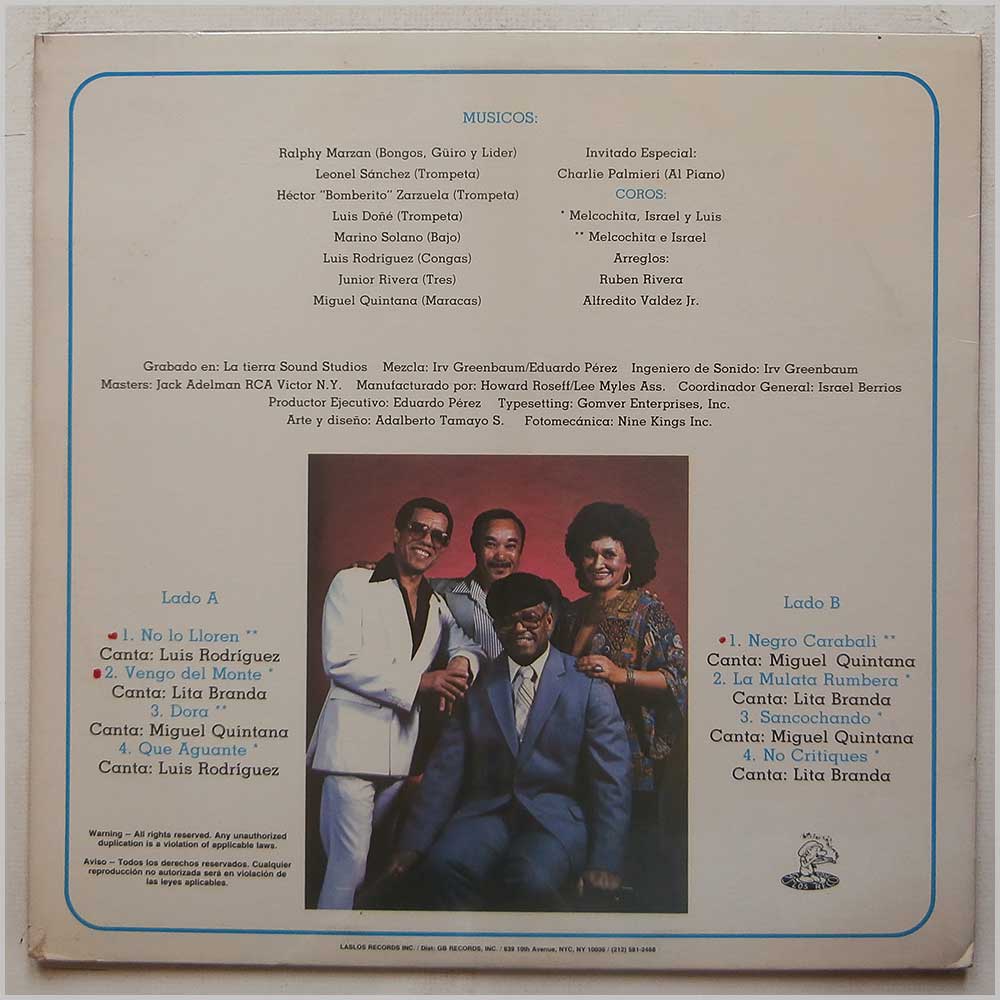 MUSICOS:
Ralphy Marzan (Bongos, Güiro y Lider)
Leonel Sánchez (Trompeta)
Héctor "Bomberito" Zarzuela (Trompeta)
Luis Doñé (Trompeta)
Marino Solano (Bajo)
Luis Rodríguez (Congas)
Junior Rivera (Tres)
Miguel Quintana (Maracas)
Invitado Especial:
Charlie Palmieri (Al Piano)
COROS:
* Melcochita, Israel y Luis
** Melcochita e Israel
Arreglos:
Ruben Rivera
Alfredito Valdez Jr.
Grabado en: La tierra Sound Studios Mezcla: Irv Greenbaum/Eduardo Pérez Ingeniero de Sonido: Irv Greenbaum
Masters: Jack Adelman RCA Victor N.Y. Manufacturado por: Howard Roseff/Lee Myles Ass. Coordinador General: Israel Berrios
Productor Ejecutivo: Eduardo Pérez Typesetting: Gomver Enterprises, Inc.
Arte y diseño: Adalberto Tamayo S. Fotomecánica: Nine Kings Inc.
Lado A
1. No lo Lloren **
Canta: Luis Rodríguez
2. Vengo del Monte *
Canta: Lita Branda
3. Dora **
Canta: Miguel Quintana
4. Que Aguante *
Canta: Luis Rodríguez
Lado B
1. Negro Carabali **
Canta: Miguel Quintana
2. La Mulata Rumbera *
Canta: Lita Branda
3. Sancochando *
Canta: Miguel Quintana
4. No Critiques *
Canta: Lita Branda
Warning – All rights reserved. Any unauthorized
duplication is a violation of applicable laws.
Aviso – Todos los derechos reservados. Cualquier
reproducción no autorizada será en violación de
las leyes aplicables.
LASLOS RECORDS INC. / Dist: GB RECORDS, INC. / 639 10th Avenue, NYC, NY 10036 / (212) 581-2468